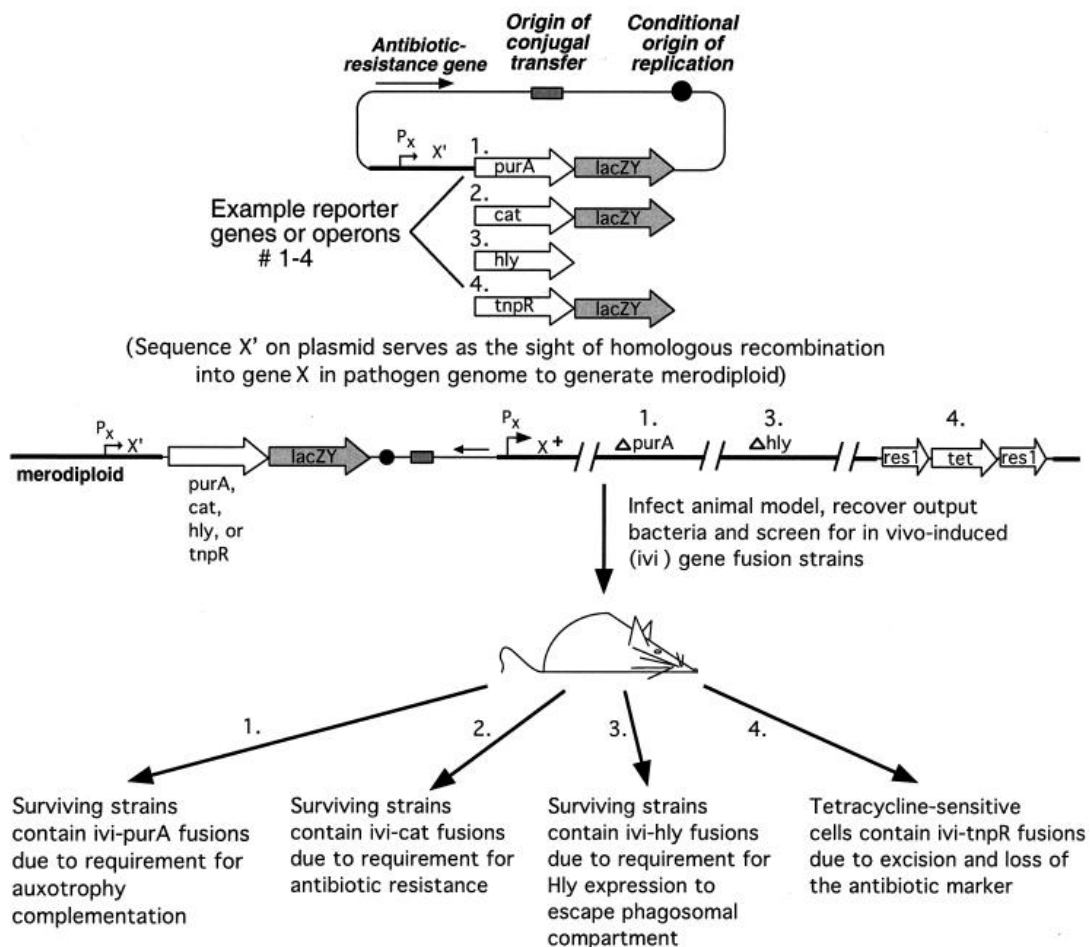 Antibiotic-
resistance gene
Origin of
conjugal
transfer
Conditional
origin of
replication
Px
X'
1.
purA
lacZY
2.
cat
lacZY
3.
hly
4.
tnpR
lacZY
Example reporter
genes or operons
# 1-4
(Sequence X' on plasmid serves as the sight of homologous recombination
into gene X in pathogen genome to generate merodiploid)
Px
X'
lacZY
merodiploid
purA,
cat,
hly, or
tnpR
Px
X+
1.
ΔpurA
3.
Δhly
4.
res1
tet
res1
Infect animal model, recover output
bacteria and screen for in vivo-induced
(ivi) gene fusion strains
1.
2.
3.
4.
Surviving strains
contain ivi-purA fusions
due to requirement for
auxotrophy
complementation
Surviving strains
contain ivi-cat fusions
due to requirement for
antibiotic resistance
Surviving strains
contain ivi-hly fusions
due to requirement for
Hly expression to
escape phagosomal
compartment
Tetracycline-sensitive
cells contain ivi-tnpR fusions
due to excision and loss of
the antibiotic marker